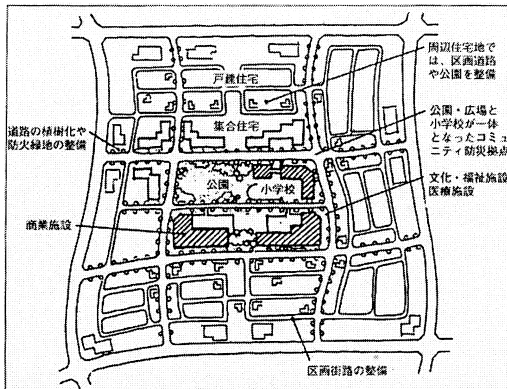 周辺住宅地で
は、区画道路
や公園を整備
戸建住宅
集合住宅
公園・広場と
小学校が一体
となったコミュ
ニティ防災拠点
道路の植樹化や
防火緑地の整備
公園
小学校
文化・福祉施設
医療施設
商業施設
区画街路の整備